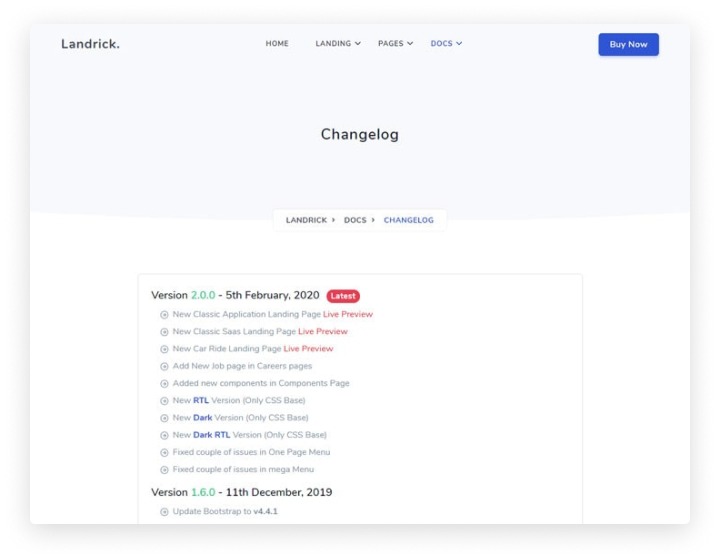 Landrick.
HOME
LANDING
PAGES
DOCS
Buy Now
Changelog
LANDRICK
DOCS
CHANGELOG
Version 2.0.0 - 5th February, 2020 Latest
New Classic Application Landing Page Live Preview
New Classic Saas Landing Page Live Preview
New Car Ride Landing Page Live Preview
Add New Job page in Careers pages
Added new components in Components Page
New RTL Version (Only CSS Base)
New Dark Version (Only CSS Base)
New Dark RTL Version (Only CSS Base)
Fixed couple of issues in One Page Menu
Fixed couple of issues in mega Menu
Version 1.6.0 - 11th December, 2019
Update Bootstrap to v4.4.1